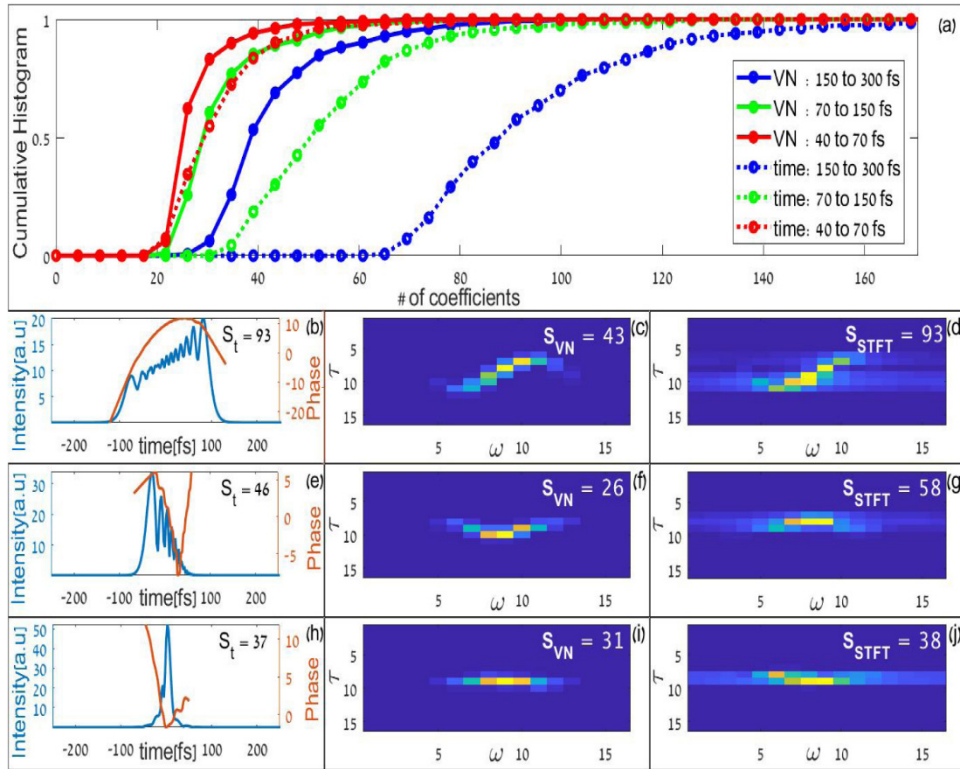 (a)
Cumulative Histogram
1
0.5
0
VN : 150 to 300 fs
VN : 70 to 150 fs
VN : 40 to 70 fs
time: 150 to 300 fs
time: 70 to 150 fs
time: 40 to 70 fs
0 20 40 60 80 100 120 140 160
# of coefficients
(b)
S_t = 93
Intensity[a.u]
20
15
10
5
Phase
10
0
-10
-20
-200 -100 time[fs] 100 200
(c)
S_VN = 43
τ
5
10
15
5 ω 10 15
(d)
S_STFT = 93
τ
5
10
15
5 ω 10 15
(e)
S_t = 46
Intensity[a.u]
30
20
10
Phase
5
0
-5
-200 -100 time[fs] 100 200
(f)
S_VN = 26
τ
5
10
15
5 ω 10 15
(g)
S_STFT = 58
τ
5
10
15
5 ω 10 15
(h)
S_t = 37
Intensity[a.u]
50
40
30
20
10
Phase
10
5
0
-200 -100 time[fs] 100 200
(i)
S_VN = 31
τ
5
10
15
5 ω 10 15
(j)
S_STFT = 38
τ
5
10
15
5 ω 10 15